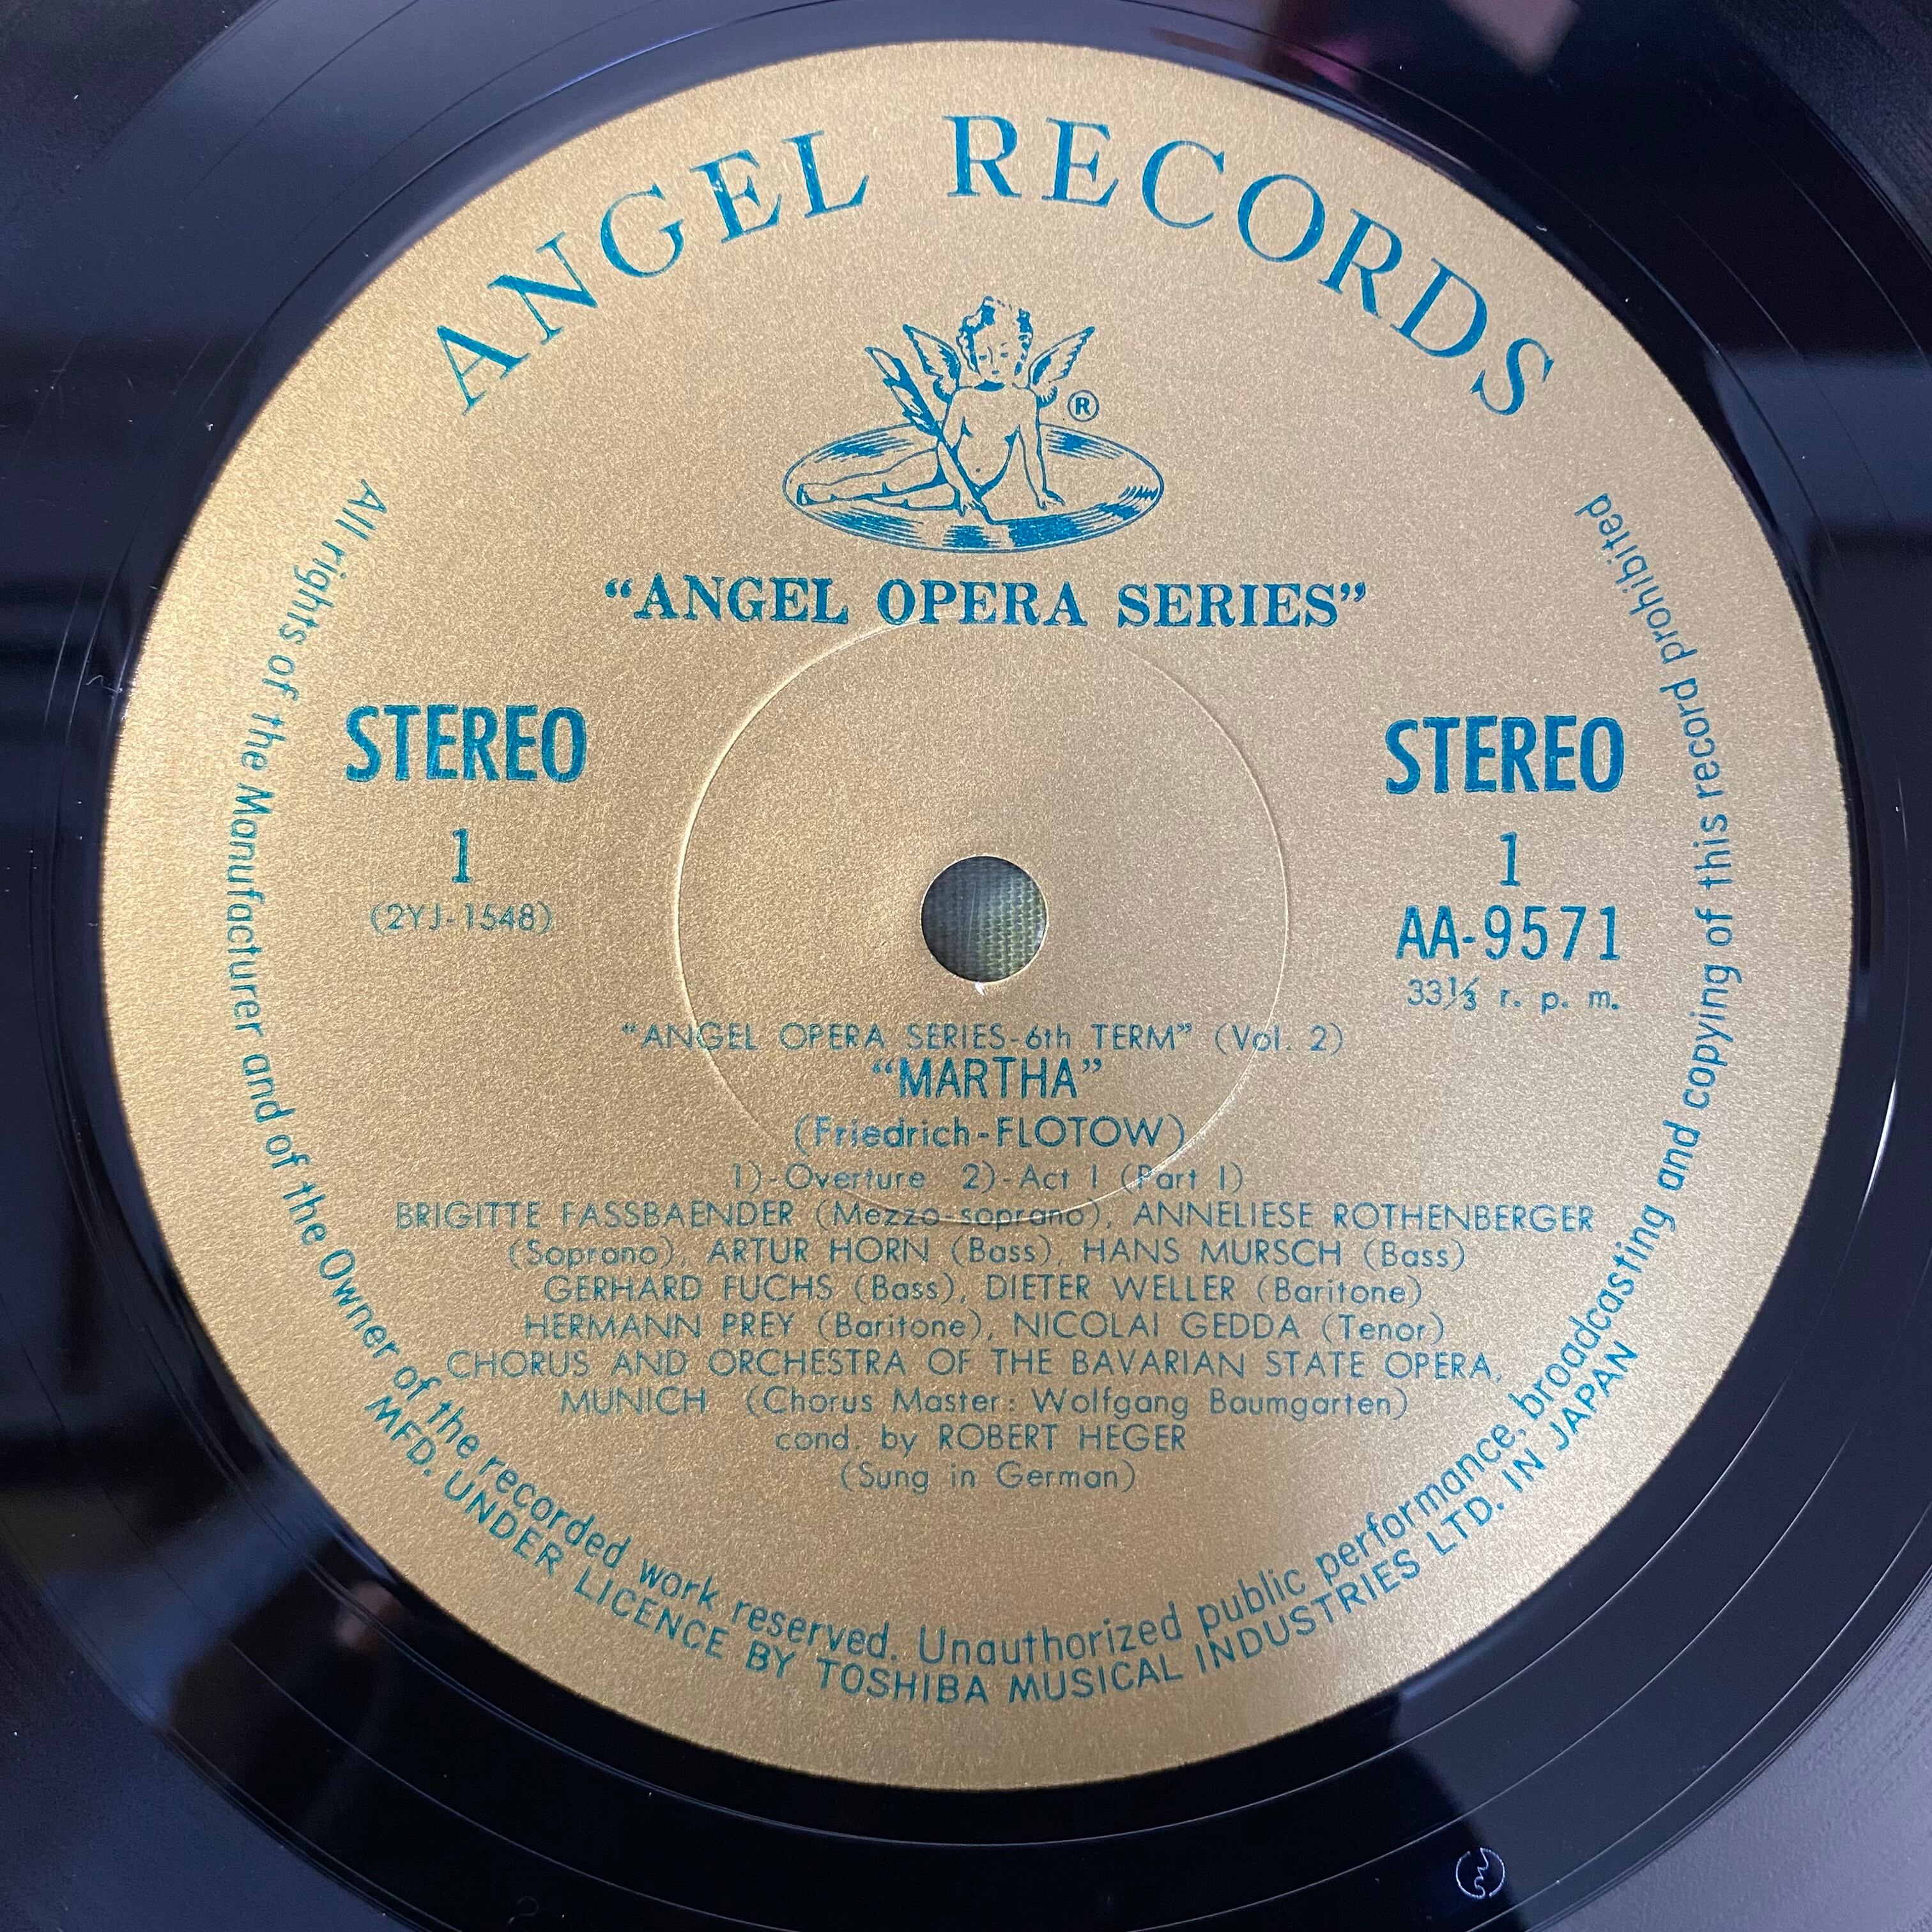 ANGEL RECORDS
®
“ANGEL OPERA SERIES”
STEREO
1
(2YJ-1548)
STEREO
1
AA-9571
33⅓ r. p. m.
“ANGEL OPERA SERIES-6th TERM” (Vol. 2)
“MARTHA”
(Friedrich-FLOTOW)
1)-Overture 2)-Act I (Part I)
BRIGITTE FASSBAENDER (Mezzo-soprano), ANNELIESE ROTHENBERGER
(Soprano), ARTUR HORN (Bass), HANS MURSCH (Bass)
GERHARD FUCHS (Bass), DIETER WELLER (Baritone)
HERMANN PREY (Baritone), NICOLAI GEDDA (Tenor)
CHORUS AND ORCHESTRA OF THE BAVARIAN STATE OPERA,
MUNICH (Chorus Master: Wolfgang Baumgarten)
cond. by ROBERT HEGER
(Sung in German)
All rights of the Manufacturer and of the Owner of the recorded work reserved. Unauthorized public performance, broadcasting and copying of this record prohibited
MFD. UNDER LICENCE BY TOSHIBA MUSICAL INDUSTRIES LTD. IN JAPAN